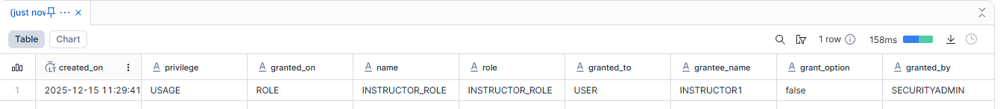 (just nov
Table Chart
1 row 158ms
created_on privilege granted_on name role granted_to grantee_name grant_option granted_by
1 2025-12-15 11:29:41 USAGE ROLE INSTRUCTOR_ROLE INSTRUCTOR_ROLE USER INSTRUCTOR1 false SECURITYADMIN